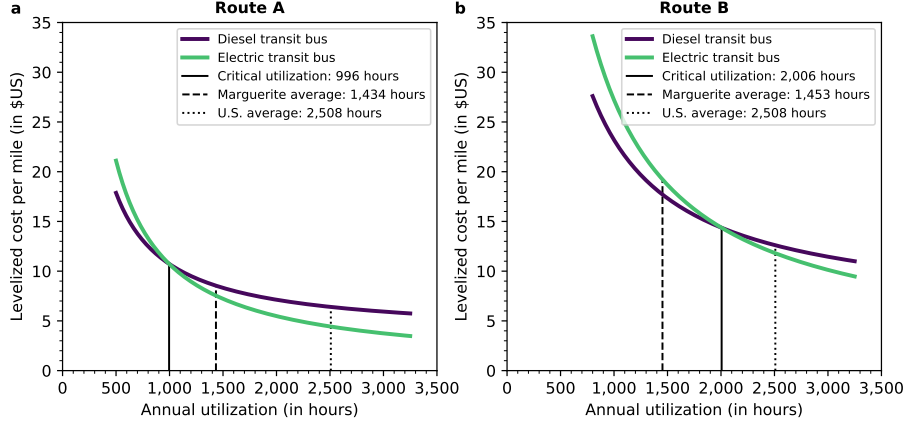 a
Route A
Levelized cost per mile (in $US)
35
30
25
20
15
10
5
0
Diesel transit bus
Electric transit bus
Critical utilization: 996 hours
Marguerite average: 1,434 hours
U.S. average: 2,508 hours
0 500 1,000 1,500 2,000 2,500 3,000 3,500
Annual utilization (in hours)
b
Route B
Levelized cost per mile (in $US)
35
30
25
20
15
10
5
0
Diesel transit bus
Electric transit bus
Critical utilization: 2,006 hours
Marguerite average: 1,453 hours
U.S. average: 2,508 hours
0 500 1,000 1,500 2,000 2,500 3,000 3,500
Annual utilization (in hours)